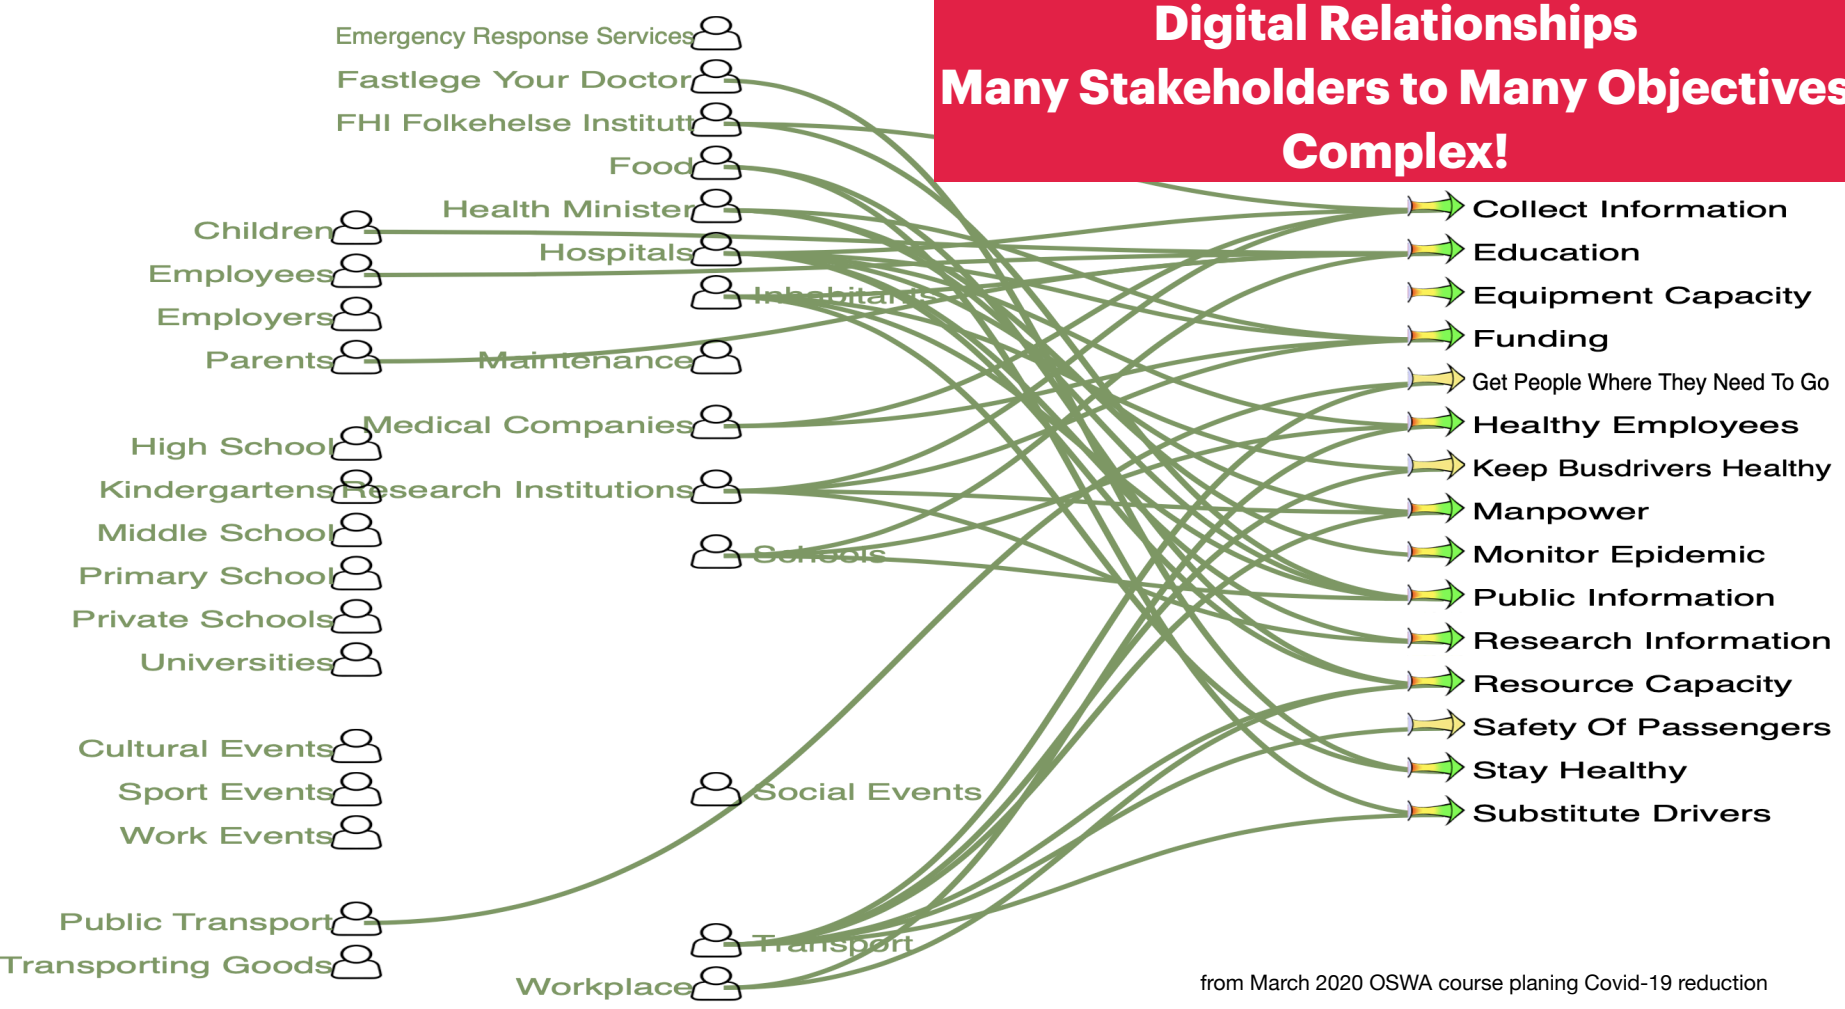 Digital Relationships
Many Stakeholders to Many Objectives
Complex!
Emergency Response Services
Fastlege Your Doctor
FHI Folkehelse Institutt
Food
Health Minister
Hospitals
Inhabitants
Maintenance
Medical Companies
Research Institutions
Schools
Social Events
Transport
Workplace
Children
Employees
Employers
Parents
High School
Kindergartens
Middle School
Primary School
Private Schools
Universities
Cultural Events
Sport Events
Work Events
Public Transport
Transporting Goods
Collect Information
Education
Equipment Capacity
Funding
Get People Where They Need To Go
Healthy Employees
Keep Busdrivers Healthy
Manpower
Monitor Epidemic
Public Information
Research Information
Resource Capacity
Safety Of Passengers
Stay Healthy
Substitute Drivers
from March 2020 OSWA course planing Covid-19 reduction